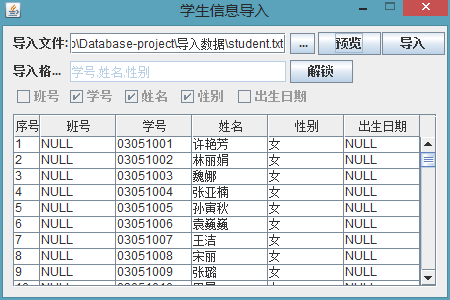 学生信息导入
导入文件: o\Database-project\导入数据\student.txt ... 预览 导入
导入格... 学号,姓名,性别 解锁
班号 学号 姓名 性别 出生日期
序号 班号 学号 姓名 性别 出生日期
1 NULL 03051001 许艳芳 女 NULL
2 NULL 03051002 林丽娟 女 NULL
3 NULL 03051003 魏娜 女 NULL
4 NULL 03051004 张亚楠 女 NULL
5 NULL 03051005 孙寅秋 女 NULL
6 NULL 03051006 袁巍巍 女 NULL
7 NULL 03051007 王洁 女 NULL
8 NULL 03051008 宋丽 女 NULL
9 NULL 03051009 张璐 女 NULL